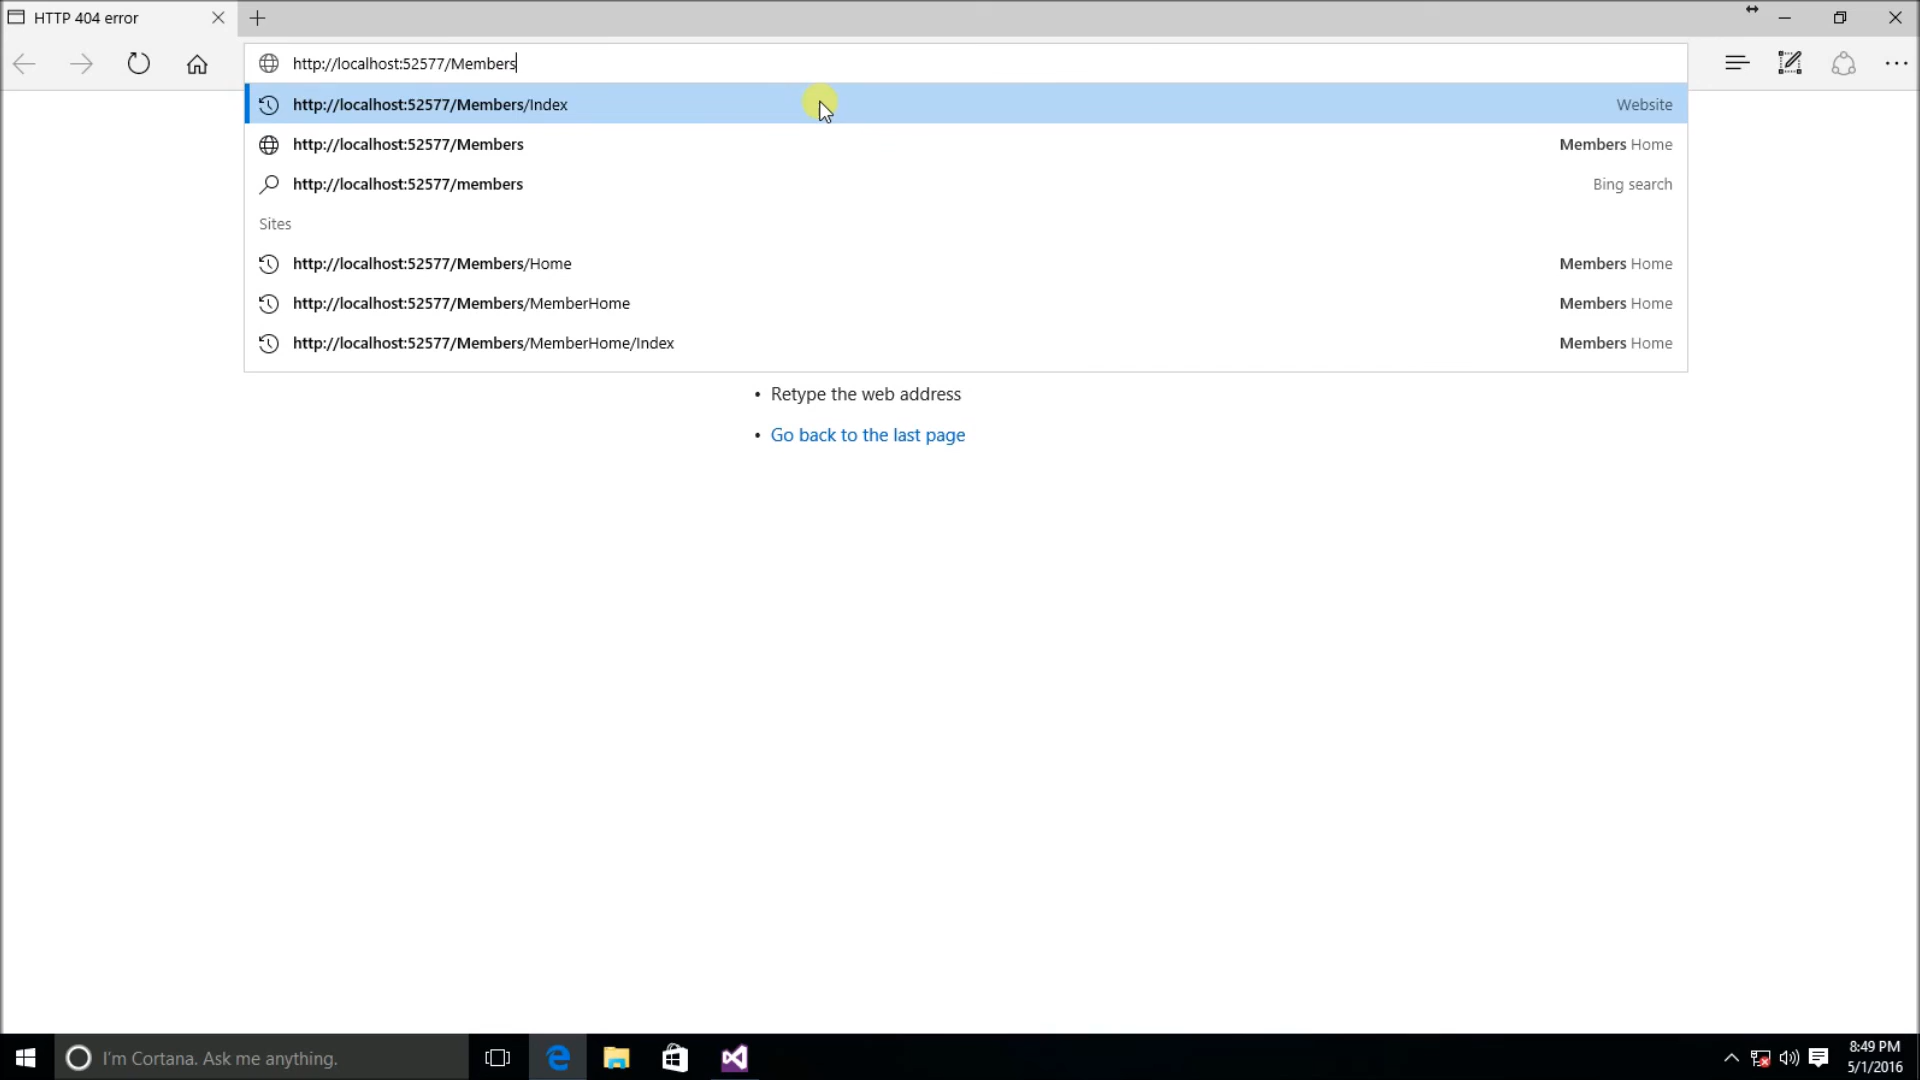 HTTP 404 error
http://localhost:52577/Members
http://localhost:52577/Members/Index Website
http://localhost:52577/Members Members Home
http://localhost:52577/members Bing search
Sites
http://localhost:52577/Members/Home Members Home
http://localhost:52577/Members/MemberHome Members Home
http://localhost:52577/Members/MemberHome/Index Members Home
• Retype the web address
• Go back to the last page
I'm Cortana. Ask me anything.
8:49 PM
5/1/2016